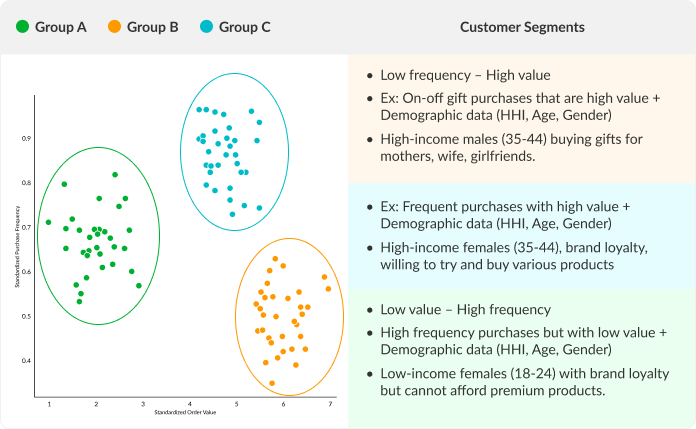 Group A
Group B
Group C
Customer Segments
Low frequency – High value
Ex: On-off gift purchases that are high value +
Demographic data (HHI, Age, Gender)
High-income males (35-44) buying gifts for
mothers, wife, girlfriends.
Ex: Frequent purchases with high value +
Demographic data (HHI, Age, Gender)
High-income females (35-44), brand loyalty,
willing to try and buy various products
Low value – High frequency
High frequency purchases but with low value +
Demographic data (HHI, Age, Gender)
Low-income females (18-24) with brand loyalty
but cannot afford premium products.
Standardized Purchase Frequency
0.9
0.8
0.7
0.6
0.5
0.4
1 2 3 4 5 6 7
Standardized Order Value